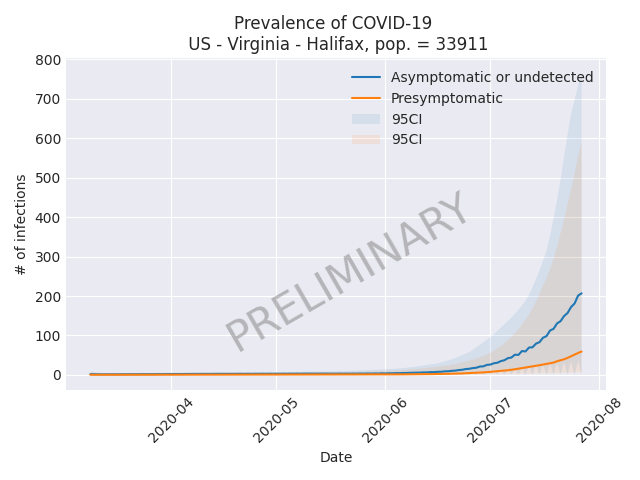 Prevalence of COVID-19
US - Virginia - Halifax, pop. = 33911
800
700
600
500
400
300
200
100
0
# of infections
Asymptomatic or undetected
Presymptomatic
95CI
95CI
PRELIMINARY
2020-04
2020-05
2020-06
2020-07
2020-08
Date